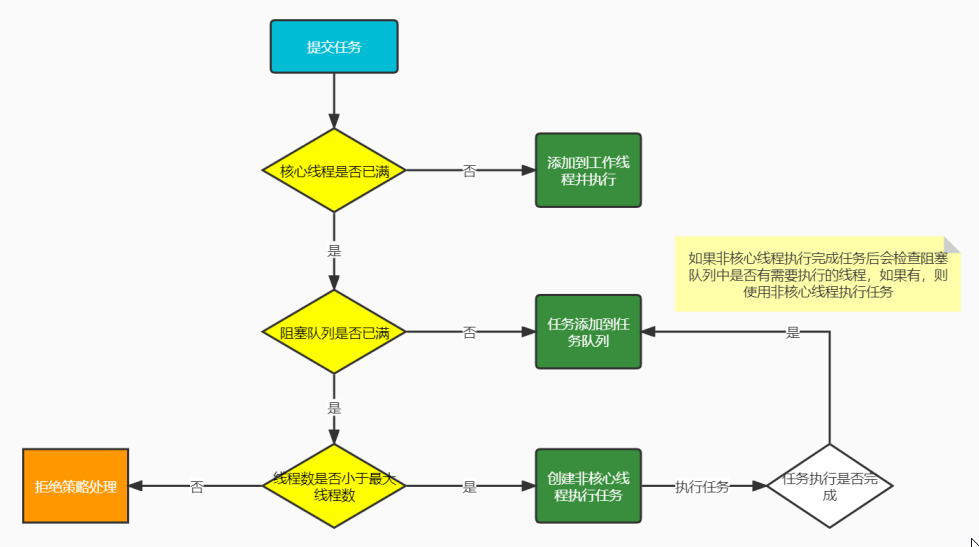 提交任务
核心线程是否已满
否
添加到工作线
程并执行
是
如果非核心线程执行完成任务后会检查阻塞
队列中是否有需要执行的线程，如果有，则
使用非核心线程执行任务
阻塞队列是否已满
否
任务添加到任
务队列
是
是
拒绝策略处理
否
线程数是否小于最大
线程数
是
创建非核心线
程执行任务
执行任务
任务执行是否完
成